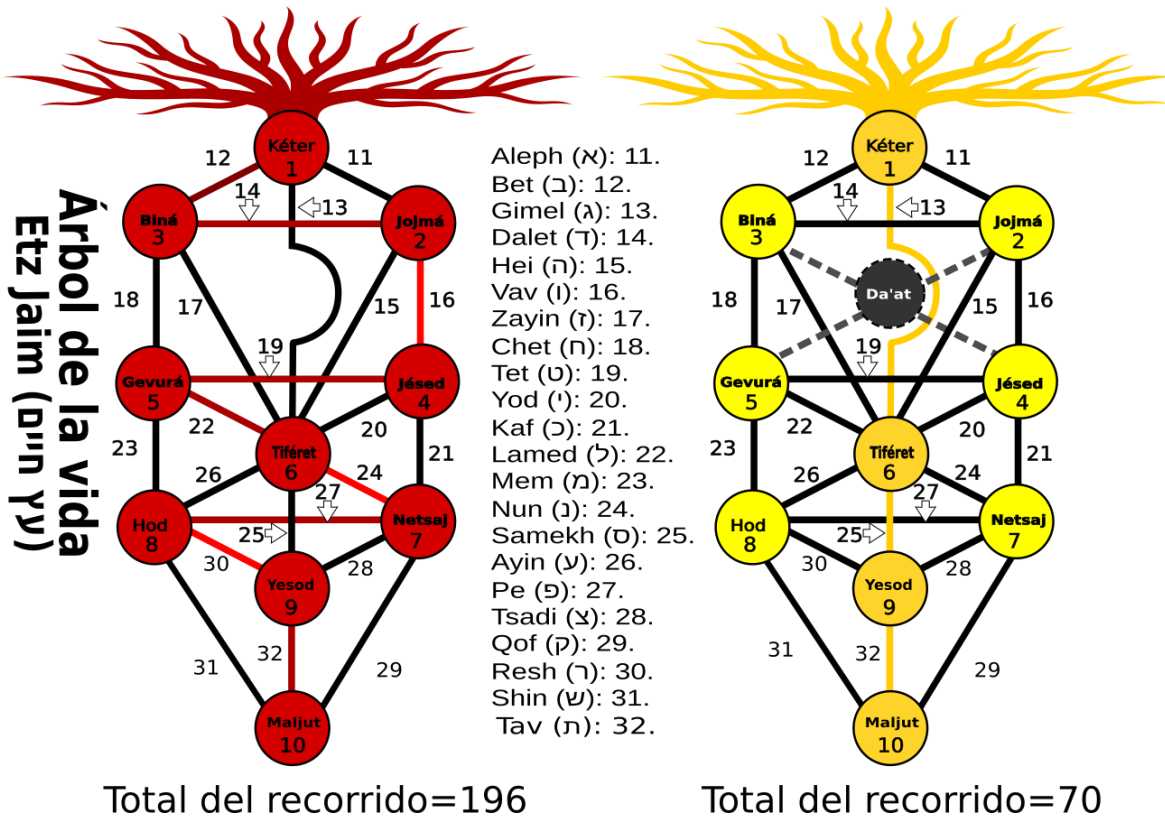 Árbol de la vida
Etz Jaim (עץ חיים)
Kéter
1
12
11
14
13
BIná
3
Jojmá
2
18
17
15
16
19
Gevurá
5
Jésed
4
22
20
23
21
Tiféret
6
26
24
27
Hod
8
Netsaj
7
25
30
28
Yesod
9
31
32
29
Maljut
10
Total del recorrido=196
Aleph (א): 11.
Bet (ב): 12.
Gimel (ג): 13.
Dalet (ד): 14.
Hei (ה): 15.
Vav (ו): 16.
Zayin (ז): 17.
Chet (ח): 18.
Tet (ט): 19.
Yod (י): 20.
Kaf (כ): 21.
Lamed (ל): 22.
Mem (מ): 23.
Nun (נ): 24.
Samekh (ס): 25.
Ayin (ע): 26.
Pe (פ): 27.
Tsadi (צ): 28.
Qof (ק): 29.
Resh (ר): 30.
Shin (ש): 31.
Tav (ת): 32.
Kéter
1
12
11
14
13
BIná
3
Jojmá
2
Da'at
18
17
15
16
19
Gevurá
5
Jésed
4
22
20
23
21
Tiféret
6
26
24
27
Hod
8
Netsaj
7
25
30
28
Yesod
9
31
32
29
Maljut
10
Total del recorrido=70